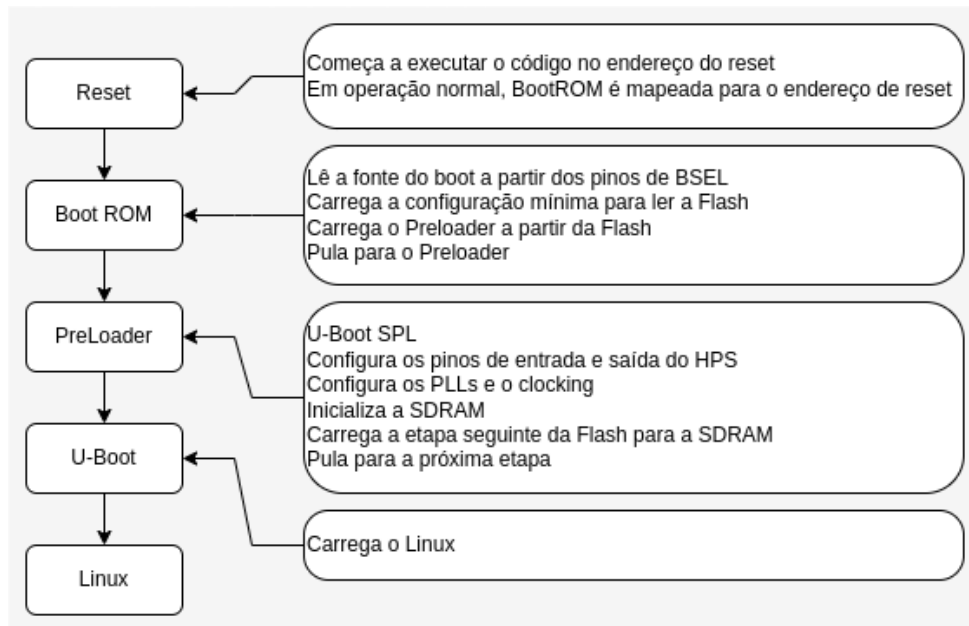 Reset
Começa a executar o código no endereço do reset
Em operação normal, BootROM é mapeada para o endereço de reset
Boot ROM
Lê a fonte do boot a partir dos pinos de BSEL
Carrega a configuração mínima para ler a Flash
Carrega o Preloader a partir da Flash
Pula para o Preloader
PreLoader
U-Boot SPL
Configura os pinos de entrada e saída do HPS
Configura os PLLs e o clocking
Inicializa a SDRAM
Carrega a etapa seguinte da Flash para a SDRAM
Pula para a próxima etapa
U-Boot
Carrega o Linux
Linux